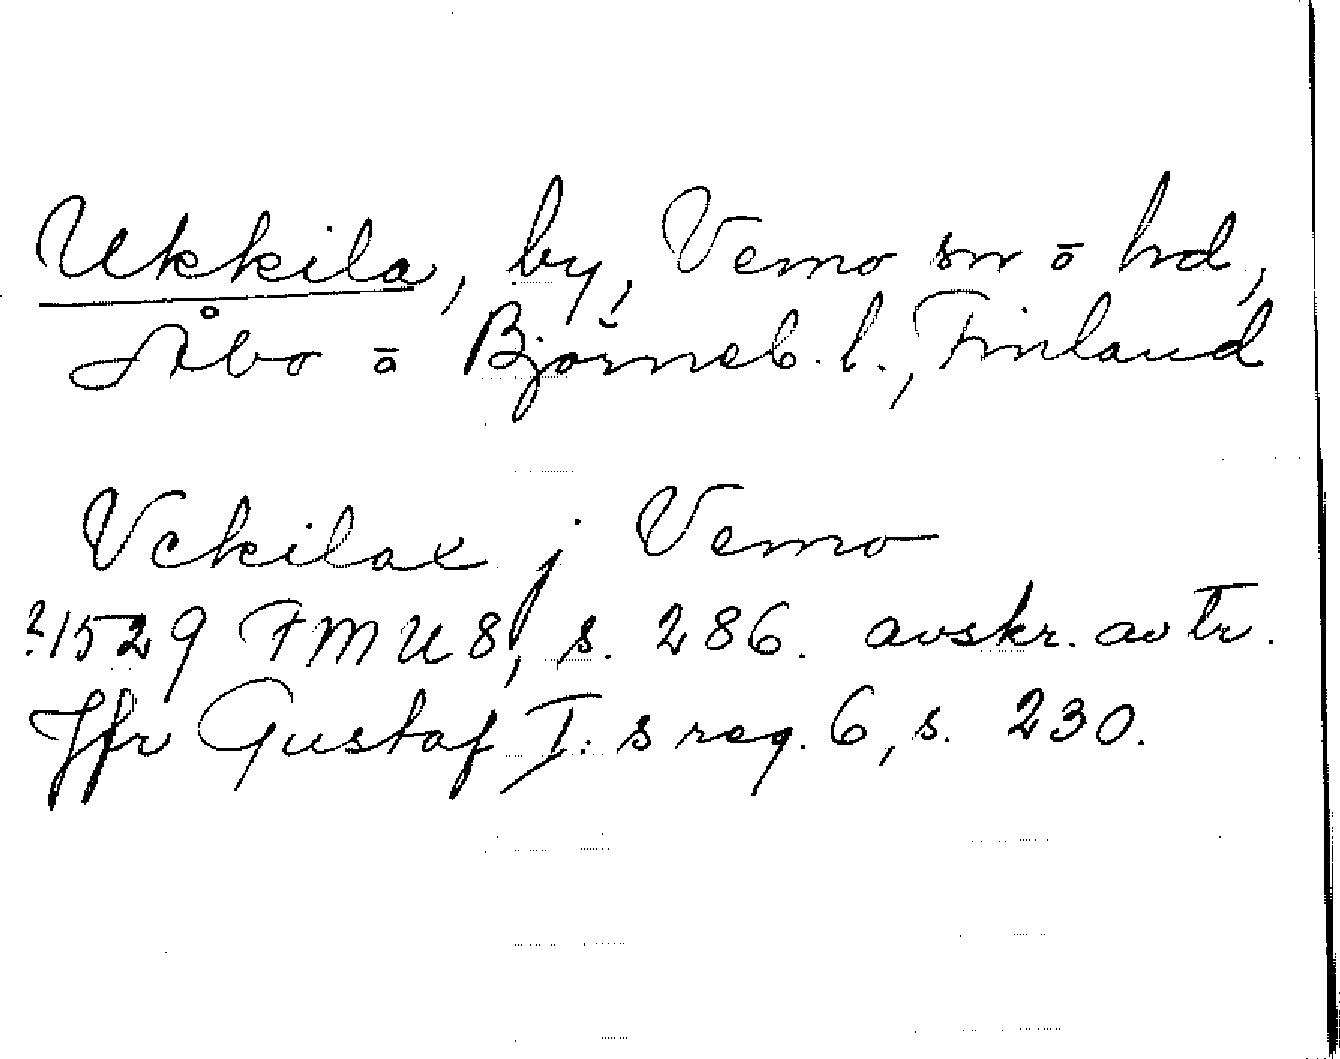 Ukkila, by, Vemo sn o hd,
Åbo o Björneb. l., Finland
Vckilax j Vemo
?1529 FMU 8, s. 286. avskr. av tr.
Jfr Gustaf I:s reg. 6, s. 230.